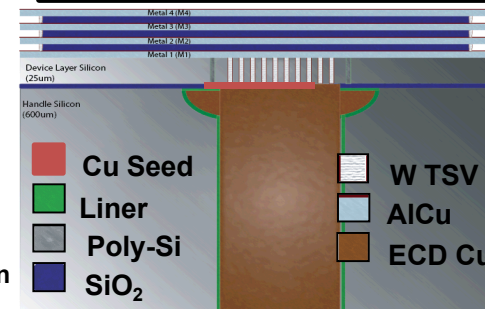 Metal 4 (M4)
Metal 3 (M3)
Metal 2 (M2)
Metal 1 (M1)
Device Layer Silicon
(25um)
Handle Silicon
(600um)
Cu Seed
Liner
Poly-Si
n
SiO₂
W TSV
AlCu
ECD Cu